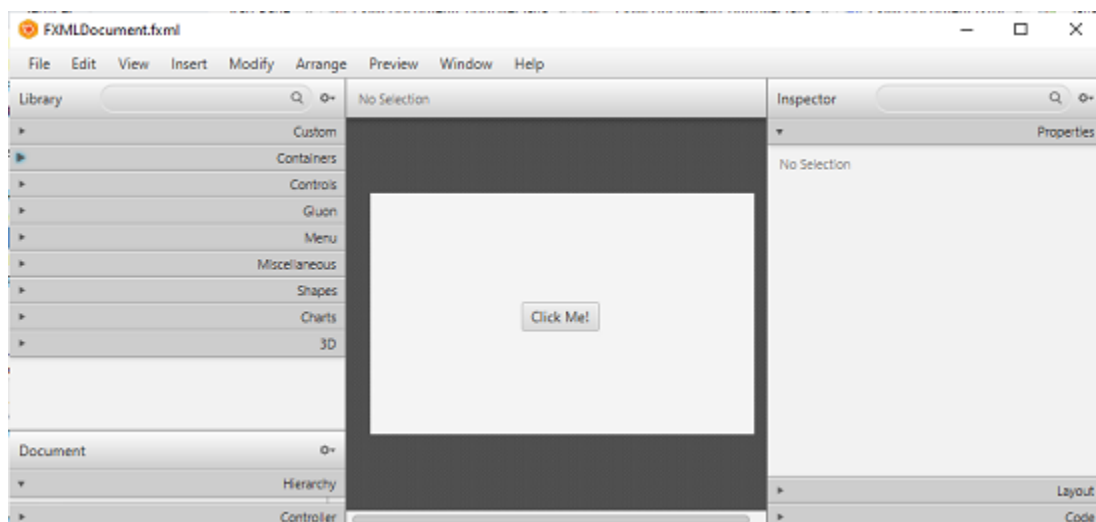 FXMLDocument.fxml
File Edit View Insert Modify Arrange Preview Window Help
Library
No Selection
Inspector
Custom
Containers
Controls
Gluon
Menu
Miscellaneous
Shapes
Charts
3D
Click Me!
Properties
No Selection
Document
Hierarchy
Controller
Layout
Code